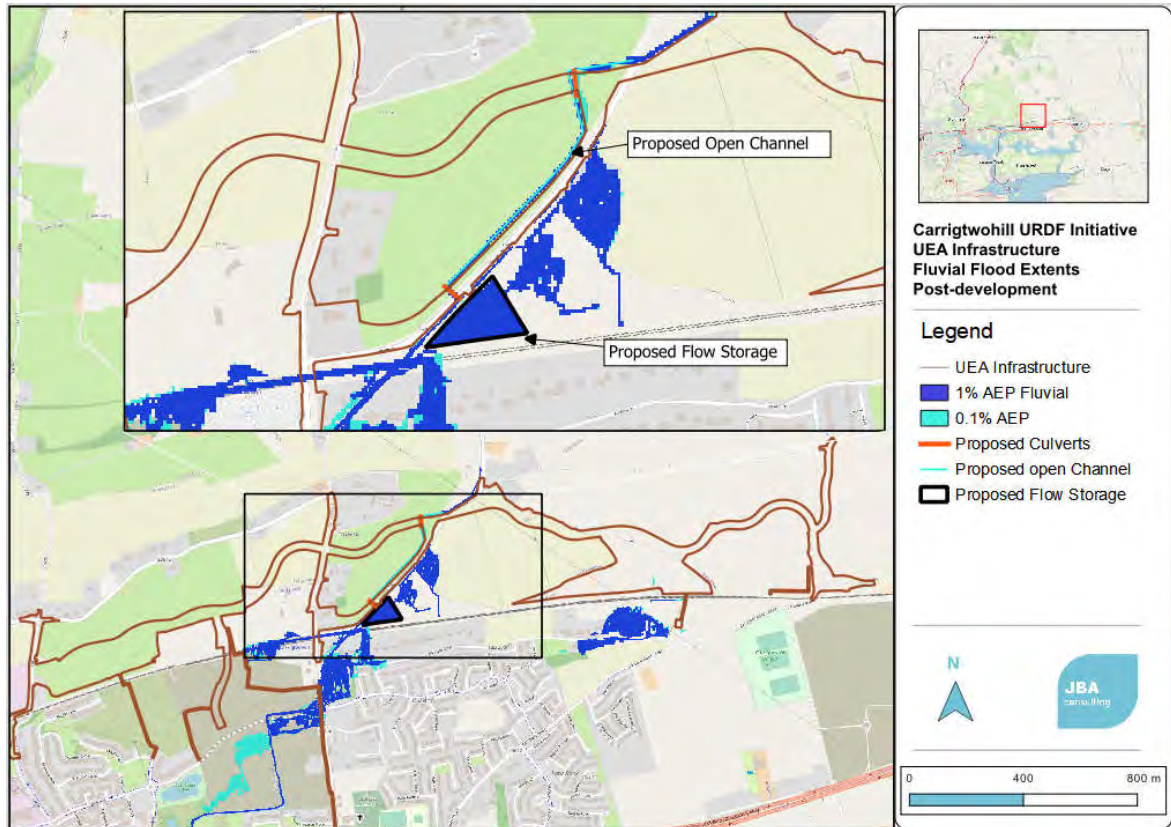 Proposed Open Channel
Proposed Flow Storage
Carrigtwohill URDF Initiative
UEA Infrastructure
Fluvial Flood Extents
Post-development
Legend
UEA Infrastructure
1% AEP Fluvial
0.1% AEP
Proposed Culverts
Proposed open Channel
Proposed Flow Storage
N
JBA
consulting
0 400 800 m